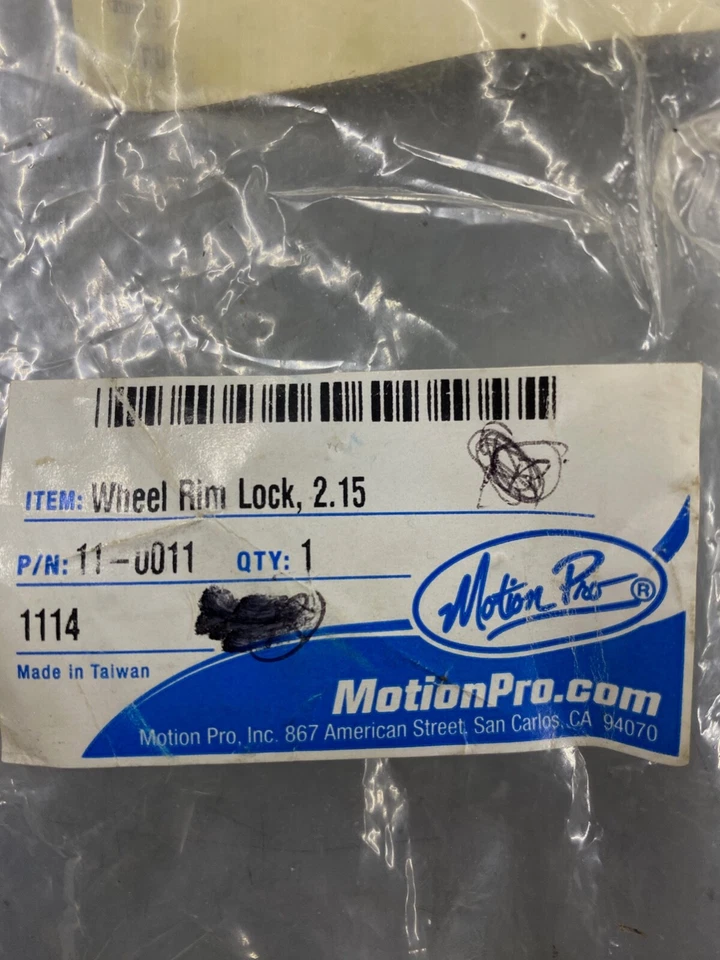 ITEM: Wheel Rim Lock, 2.15
P/N: 11-0011 QTY: 1
Motion Pro ®
1114
Made in Taiwan
MotionPro.com
Motion Pro, Inc. 867 American Street, San Carlos, CA 94070